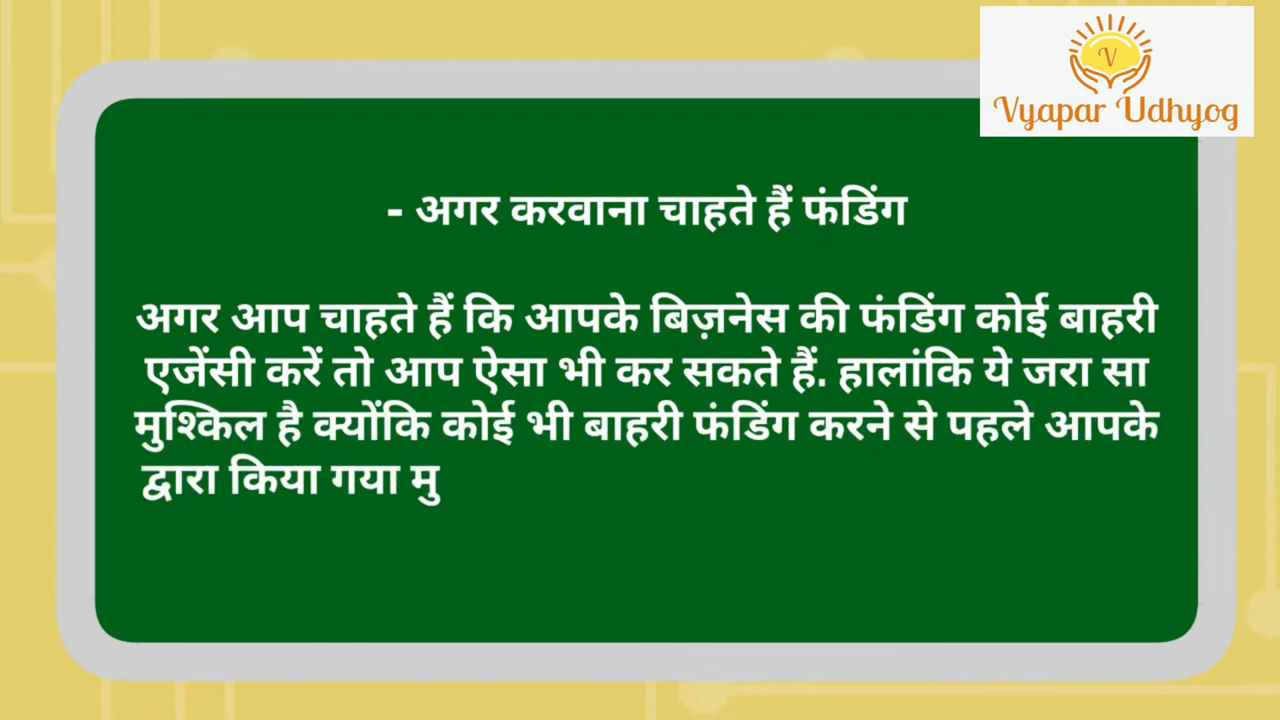 Vyapar Udhyog
- अगर करवाना चाहते हैं फंडिंग
अगर आप चाहते हैं कि आपके बिज़नेस की फंडिंग कोई बाहरी
एजेंसी करें तो आप ऐसा भी कर सकते हैं. हालांकि ये जरा सा
मुश्किल है क्योंकि कोई भी बाहरी फंडिंग करने से पहले आपके
द्वारा किया गया मु